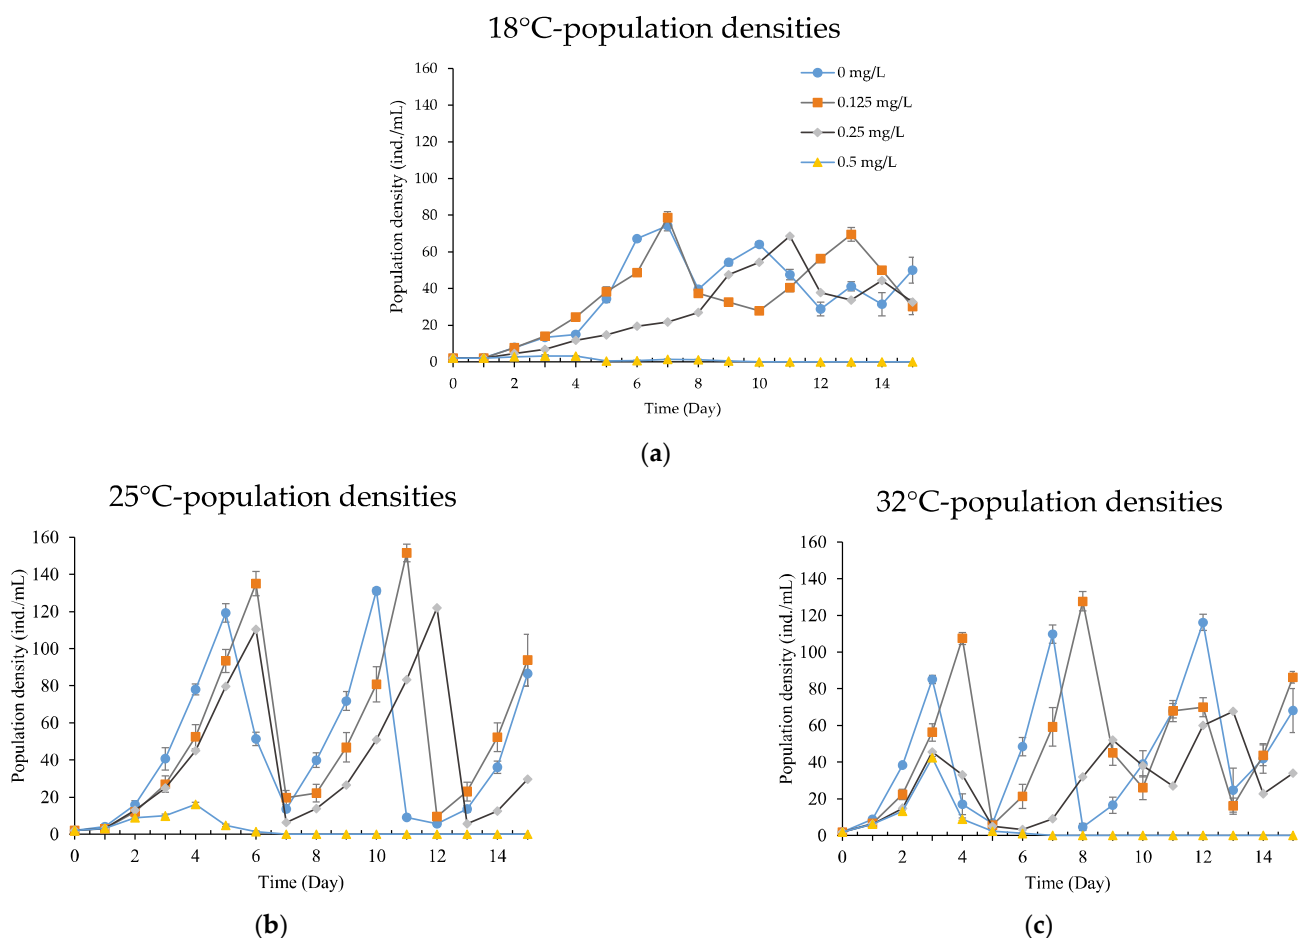 18°C-population densities
160
140
120
100
80
60
40
20
0
Population density (ind./mL)
0 mg/L
0.125 mg/L
0.25 mg/L
0.5 mg/L
0 2 4 6 8 10 12 14
Time (Day)
(a)
25°C-population densities
160
140
120
100
80
60
40
20
0
Population density (ind./mL)
0 2 4 6 8 10 12 14
Time (Day)
(b)
32°C-population densities
160
140
120
100
80
60
40
20
0
Population density (ind./mL)
0 2 4 6 8 10 12 14
Time (Day)
(c)